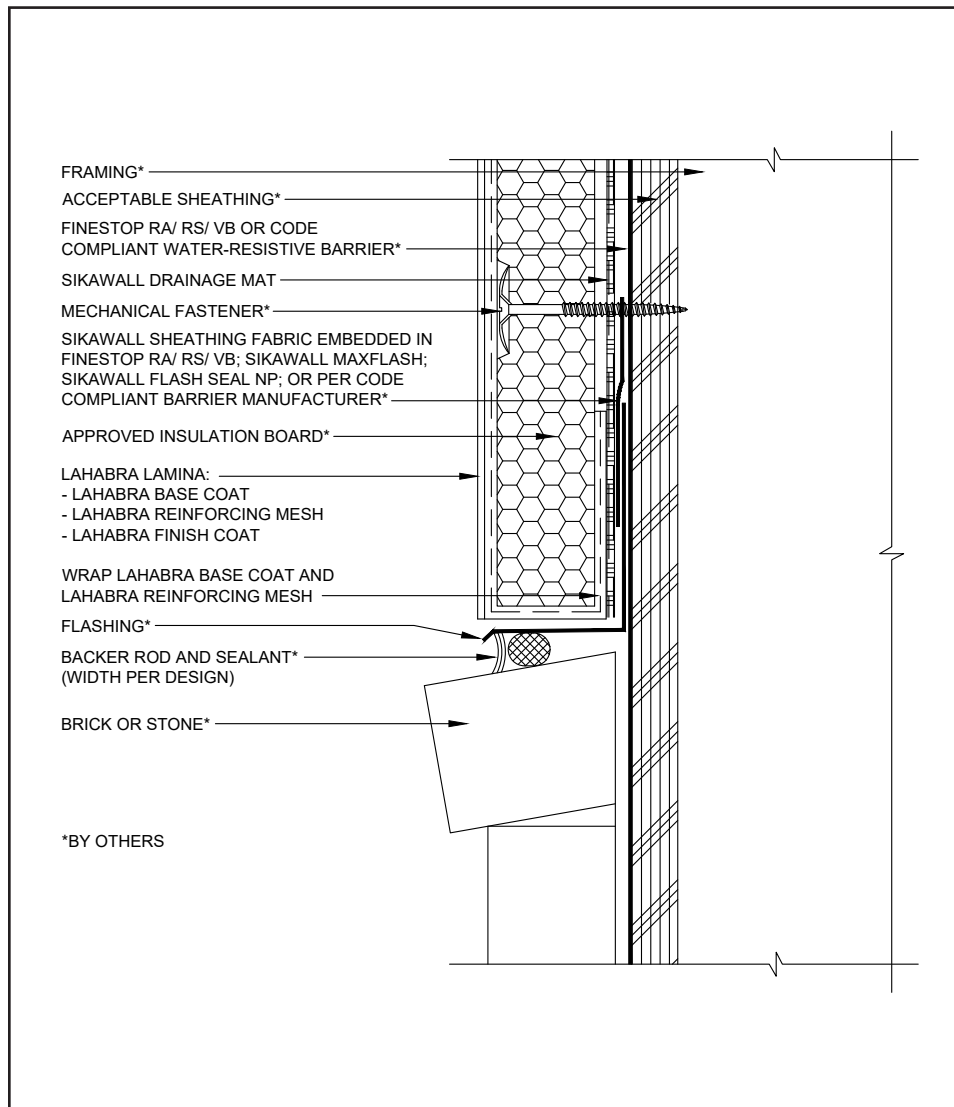 FRAMING*
ACCEPTABLE SHEATHING*
FINESTOP RA/ RS/ VB OR CODE
COMPLIANT WATER-RESISTIVE BARRIER*
SIKAWALL DRAINAGE MAT
MECHANICAL FASTENER*
SIKAWALL SHEATHING FABRIC EMBEDDED IN
FINESTOP RA/ RS/ VB; SIKAWALL MAXFLASH;
SIKAWALL FLASH SEAL NP; OR PER CODE
COMPLIANT BARRIER MANUFACTURER*
APPROVED INSULATION BOARD*
LAHABRA LAMINA:
- LAHABRA BASE COAT
- LAHABRA REINFORCING MESH
- LAHABRA FINISH COAT
WRAP LAHABRA BASE COAT AND
LAHABRA REINFORCING MESH
FLASHING*
BACKER ROD AND SEALANT*
(WIDTH PER DESIGN)
BRICK OR STONE*
*BY OTHERS